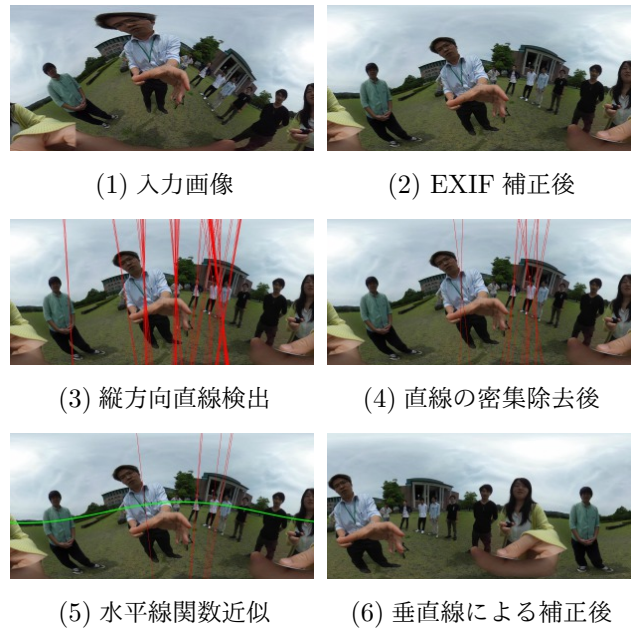 (1) 入力画像
(2) EXIF 補正後
(3) 縦方向直線検出
(4) 直線の密集除去後
(5) 水平線関数近似
(6) 垂直線による補正後